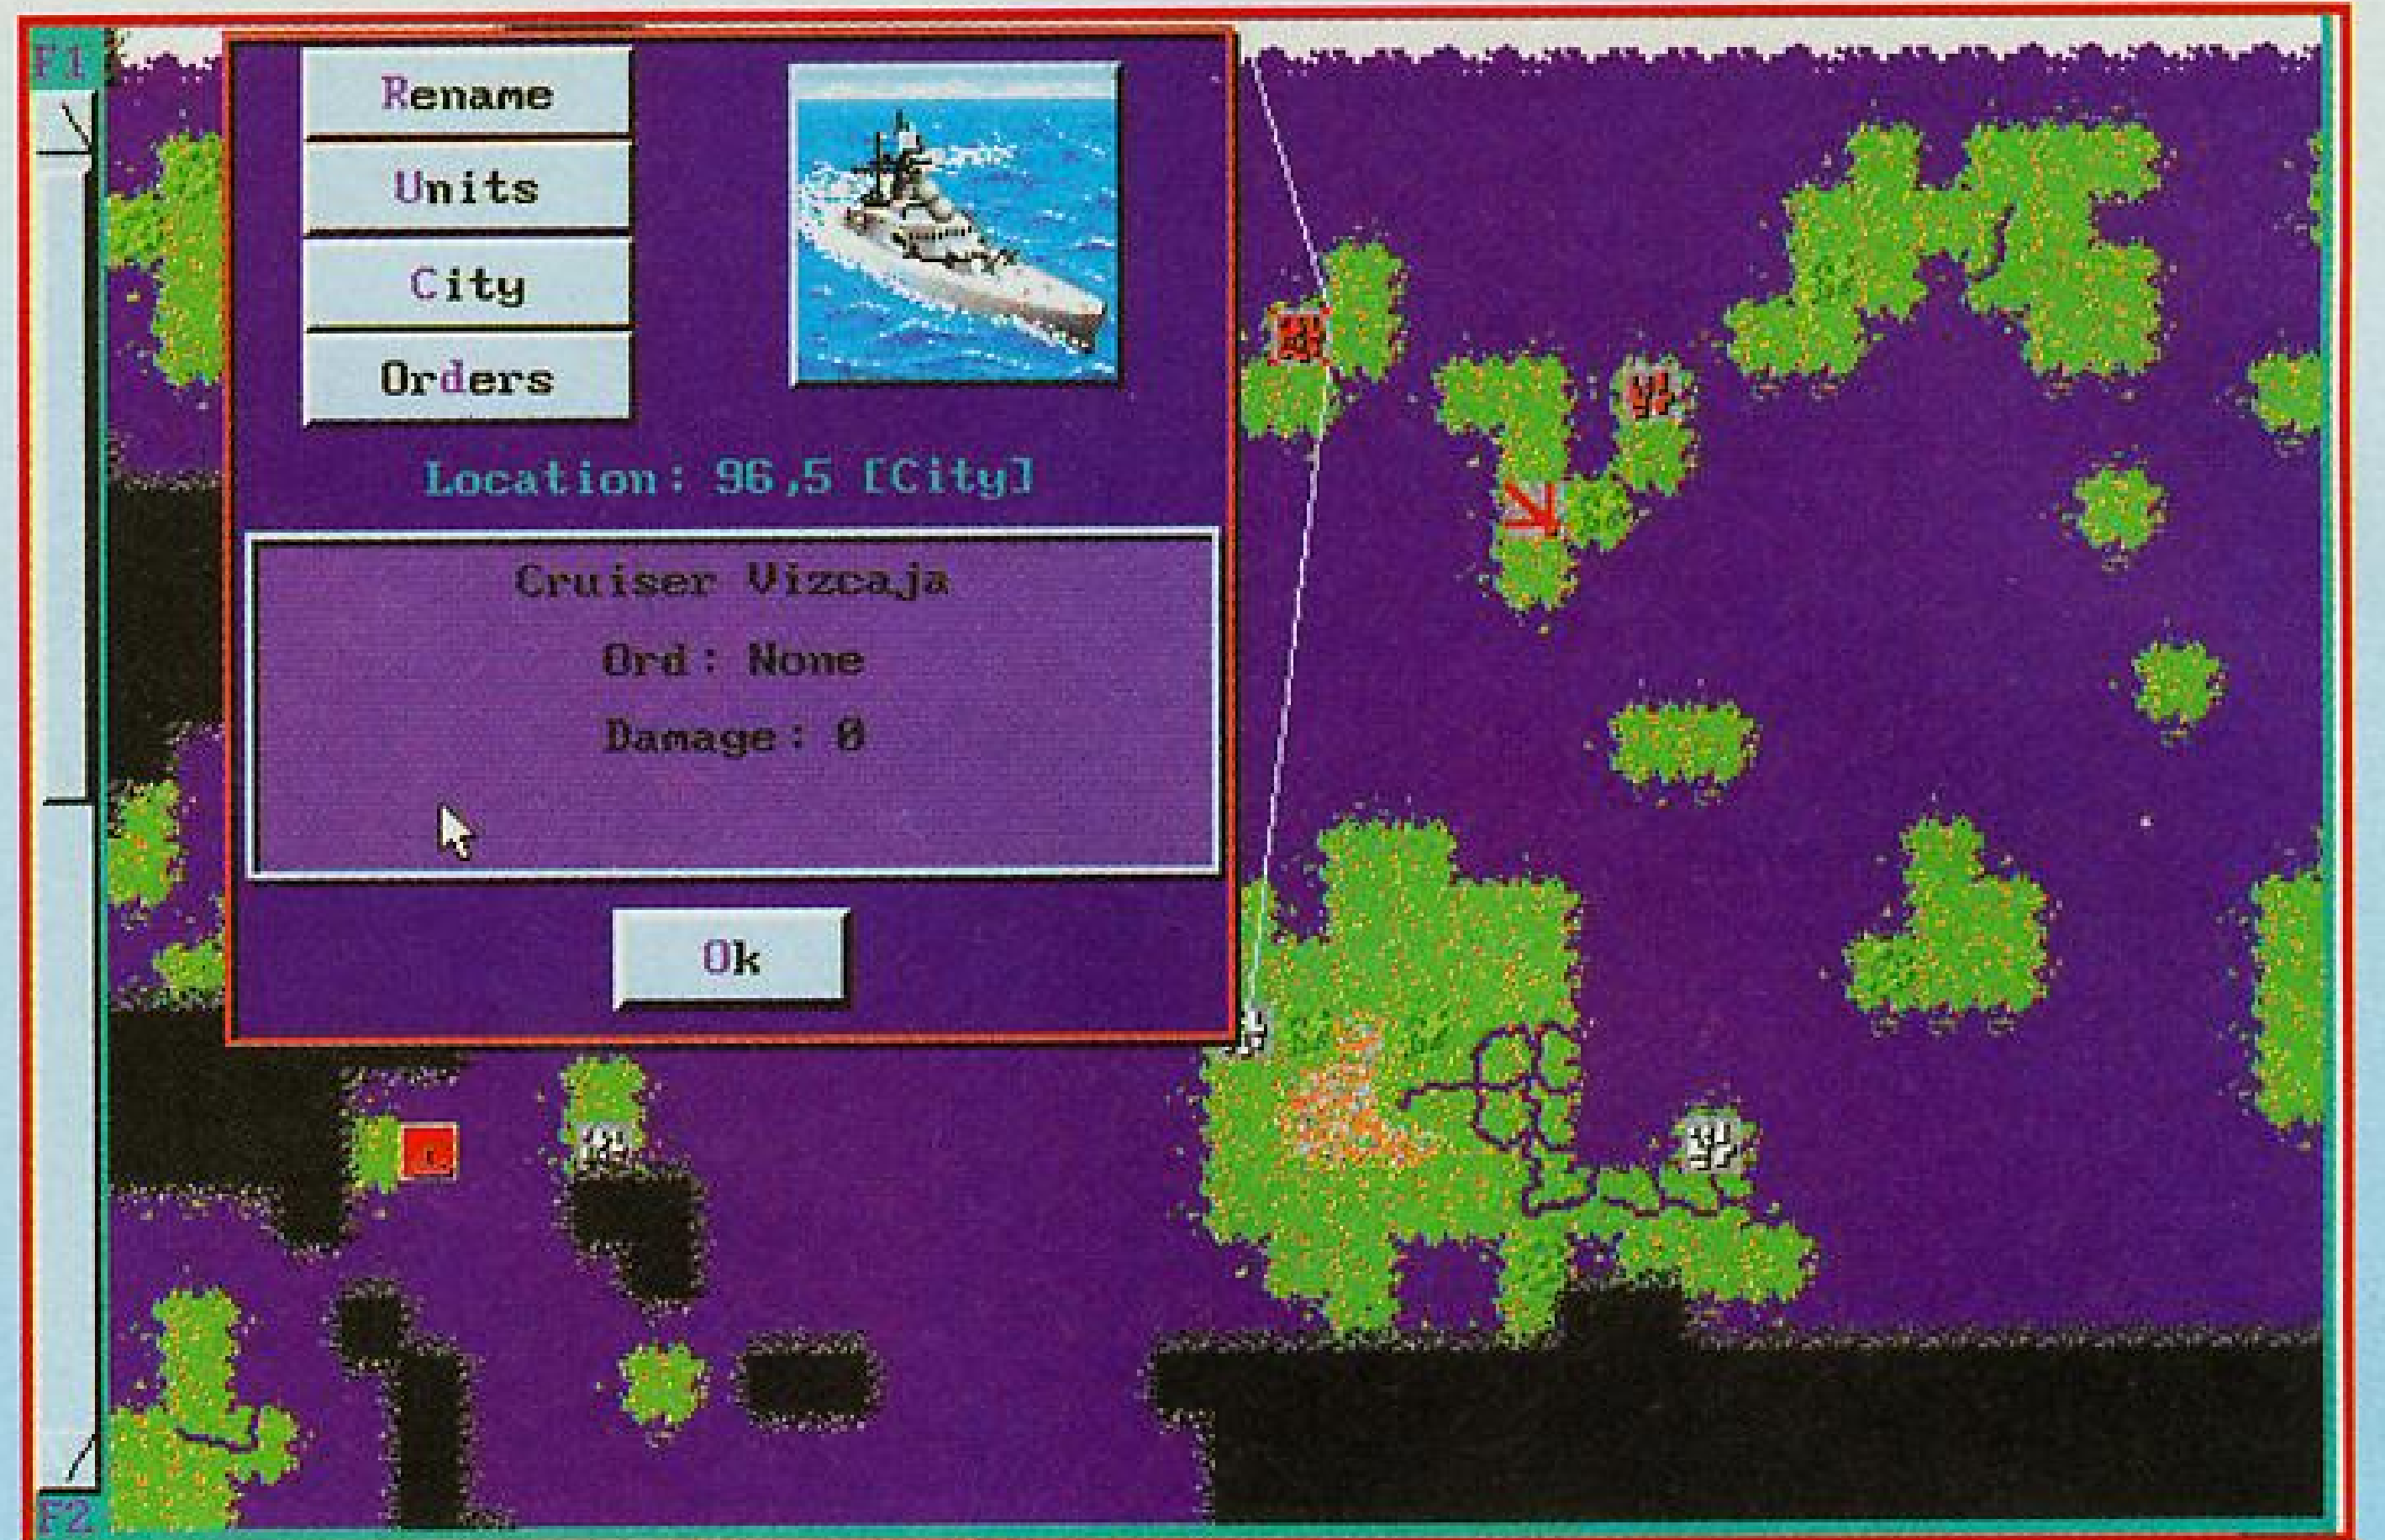 F1
Rename
Units
City
Orders
Location: 96,5 [City]
Cruiser Vizcaja
Ord: None
Damage: 0
Ok
F2